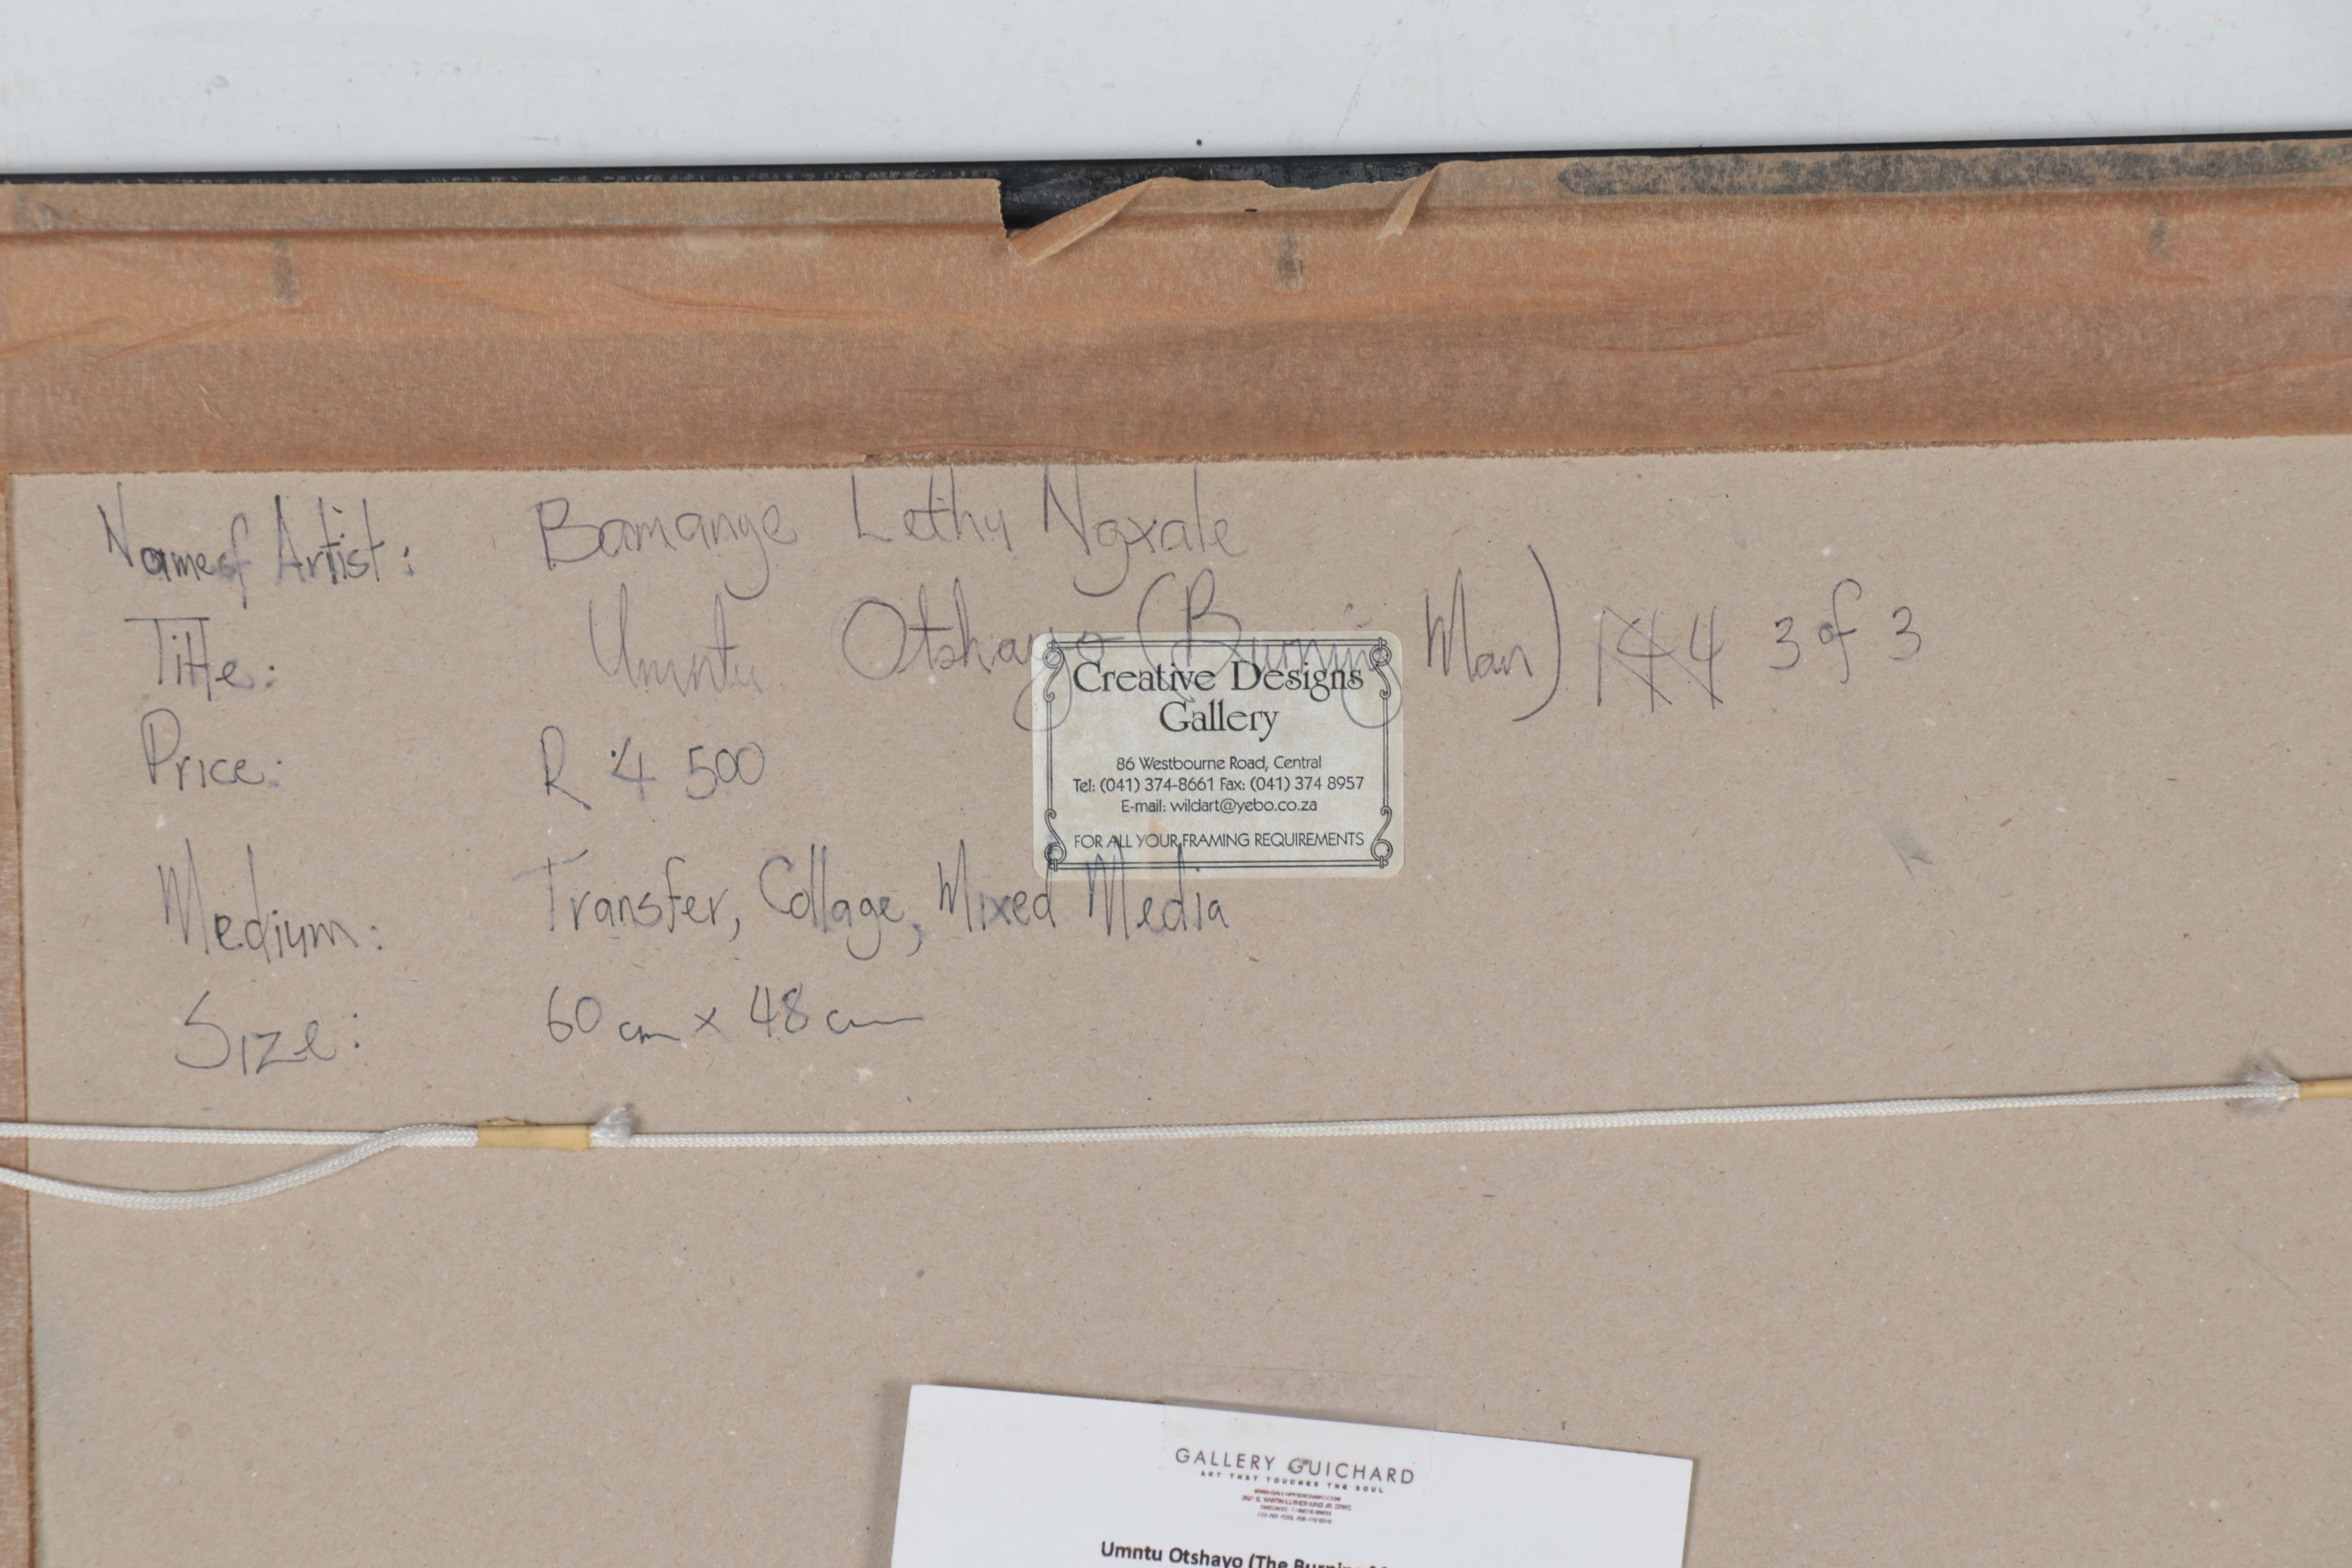 Name of Artist: Bamanye Lethu Ngxale
Title: Umntu Otshayo (Burning Man) 3 of 3
Creative Designs
Gallery
86 Westbourne Road, Central
Tel: (041) 374-8661 Fax: (041) 374 8957
E-mail: wildart@yebo.co.za
FOR ALL YOUR FRAMING REQUIREMENTS
Price: R 4 500
Medium: Transfer, Collage, Mixed Media
Size: 60 cm x 48 cm
GALLERY GUICHARD
ART THAT TOUCHES THE SOUL
Umntu Otshayo (The Burning